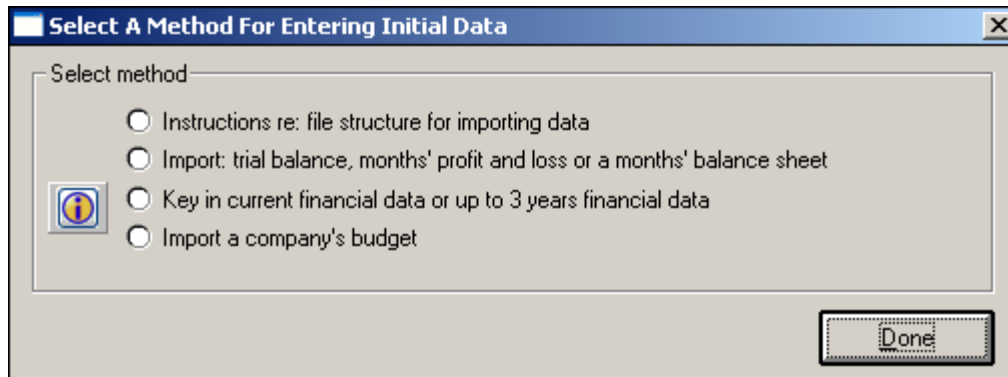 Select A Method For Entering Initial Data
Select method
Instructions re: file structure for importing data
Import: trial balance, months' profit and loss or a months' balance sheet
Key in current financial data or up to 3 years financial data
Import a company's budget
Done